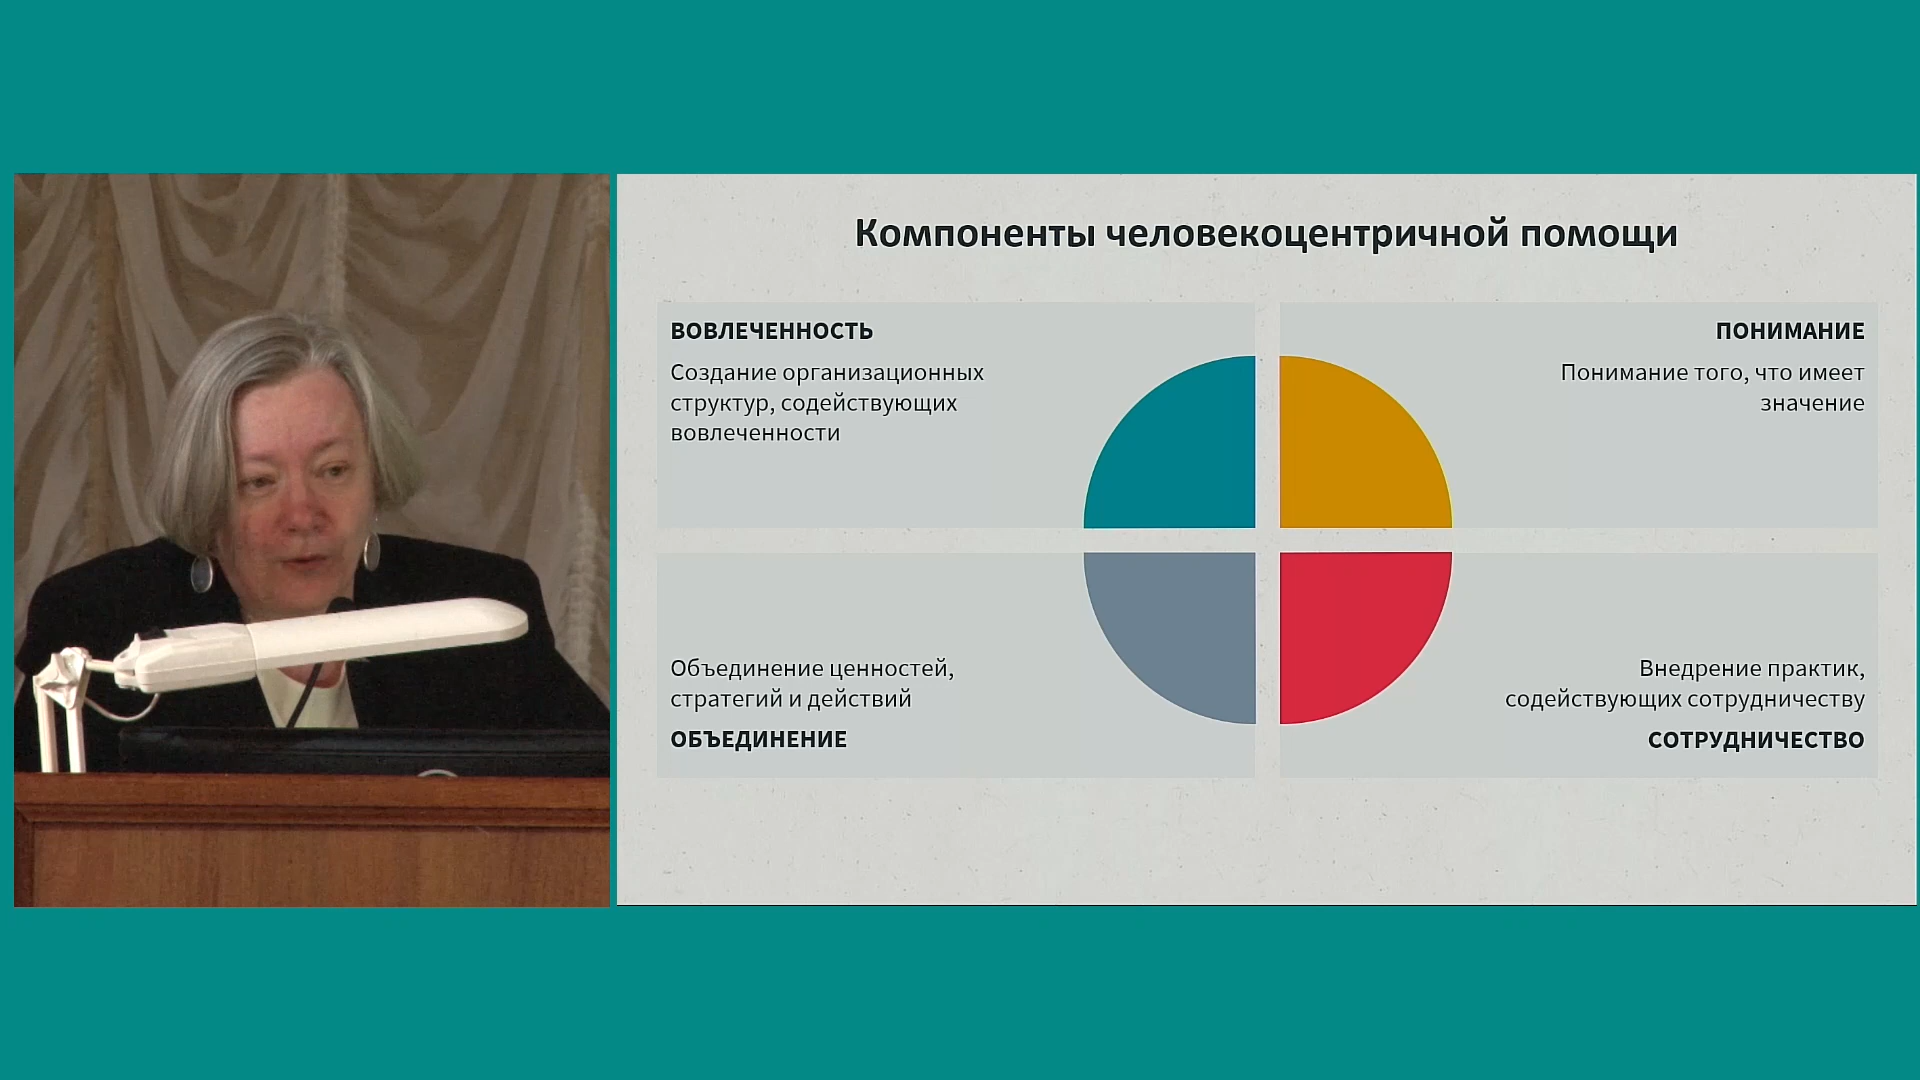 Компоненты человекоцентричной помощи
ВОВЛЕЧЕННОСТЬ
Создание организационных
структур, содействующих
вовлеченности
ПОНИМАНИЕ
Понимание того, что имеет
значение
Объединение ценностей,
стратегий и действий
ОБЪЕДИНЕНИЕ
Внедрение практик,
содействующих сотрудничеству
СОТРУДНИЧЕСТВО